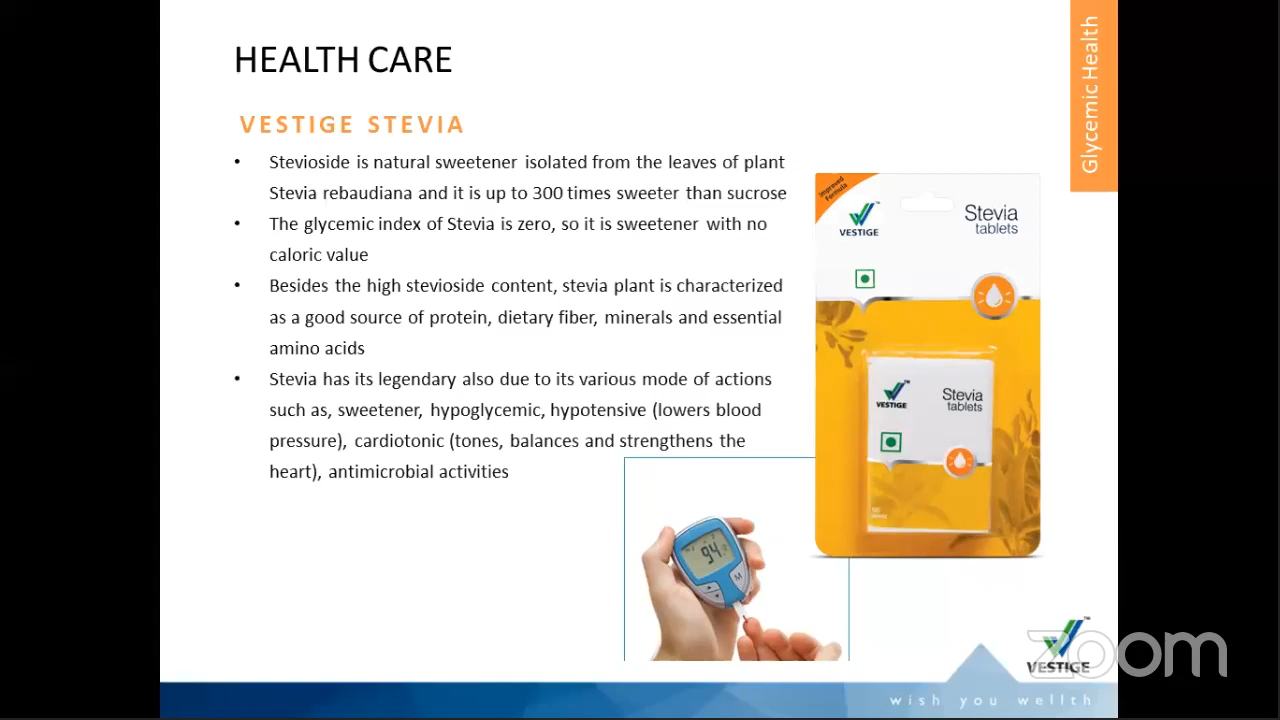 HEALTH CARE
Glycemic Health
VESTIGE STEVIA
• Stevioside is natural sweetener isolated from the leaves of plant
Stevia rebaudiana and it is up to 300 times sweeter than sucrose
• The glycemic index of Stevia is zero, so it is sweetener with no
caloric value
• Besides the high stevioside content, stevia plant is characterized
as a good source of protein, dietary fiber, minerals and essential
amino acids
• Stevia has its legendary also due to its various mode of actions
such as, sweetener, hypoglycemic, hypotensive (lowers blood
pressure), cardiotonic (tones, balances and strengthens the
heart), antimicrobial activities
Improved
Formula
VESTIGE
Stevia
tablets
VESTIGE
Stevia
tablets
94
M
VESTIGE
zoom
wish you wellth